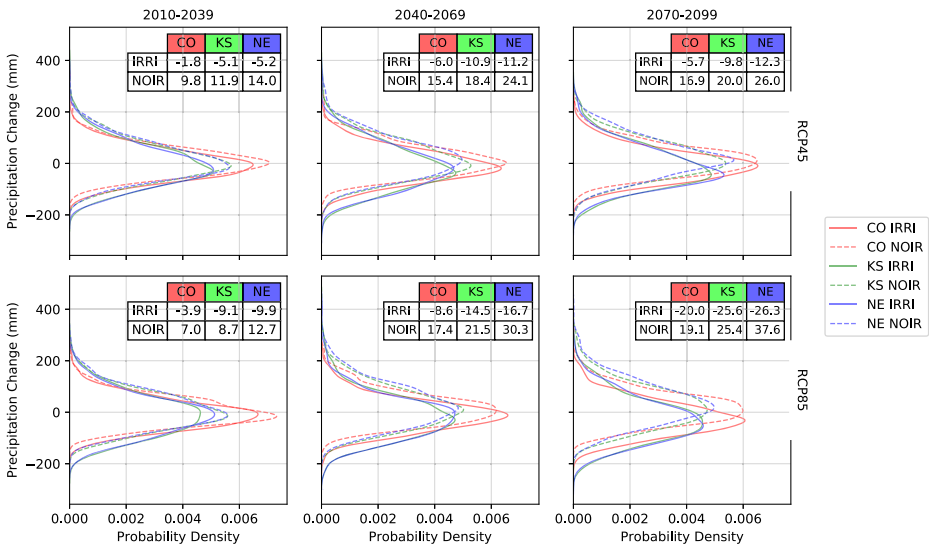 2010-2039 2040-2069 2070-2099
CO KS NE
IRRI -1.8 -5.1 -5.2
NOIR 9.8 11.9 14.0
CO KS NE
IRRI -6.0 -10.9 -11.2
NOIR 15.4 18.4 24.1
CO KS NE
IRRI -5.7 -9.8 -12.3
NOIR 16.9 20.0 26.0
400
200
0
−200
Precipitation Change (mm)
RCP45
CO KS NE
IRRI -3.9 -9.1 -9.9
NOIR 7.0 8.7 12.7
CO KS NE
IRRI -8.6 -14.5 -16.7
NOIR 17.4 21.5 30.3
CO KS NE
IRRI -20.0 -25.6 -26.3
NOIR 19.1 25.4 37.6
400
200
0
−200
Precipitation Change (mm)
RCP85
0.000 0.002 0.004 0.006
Probability Density
0.000 0.002 0.004 0.006
Probability Density
0.000 0.002 0.004 0.006
Probability Density
CO IRRI
CO NOIR
KS IRRI
KS NOIR
NE IRRI
NE NOIR